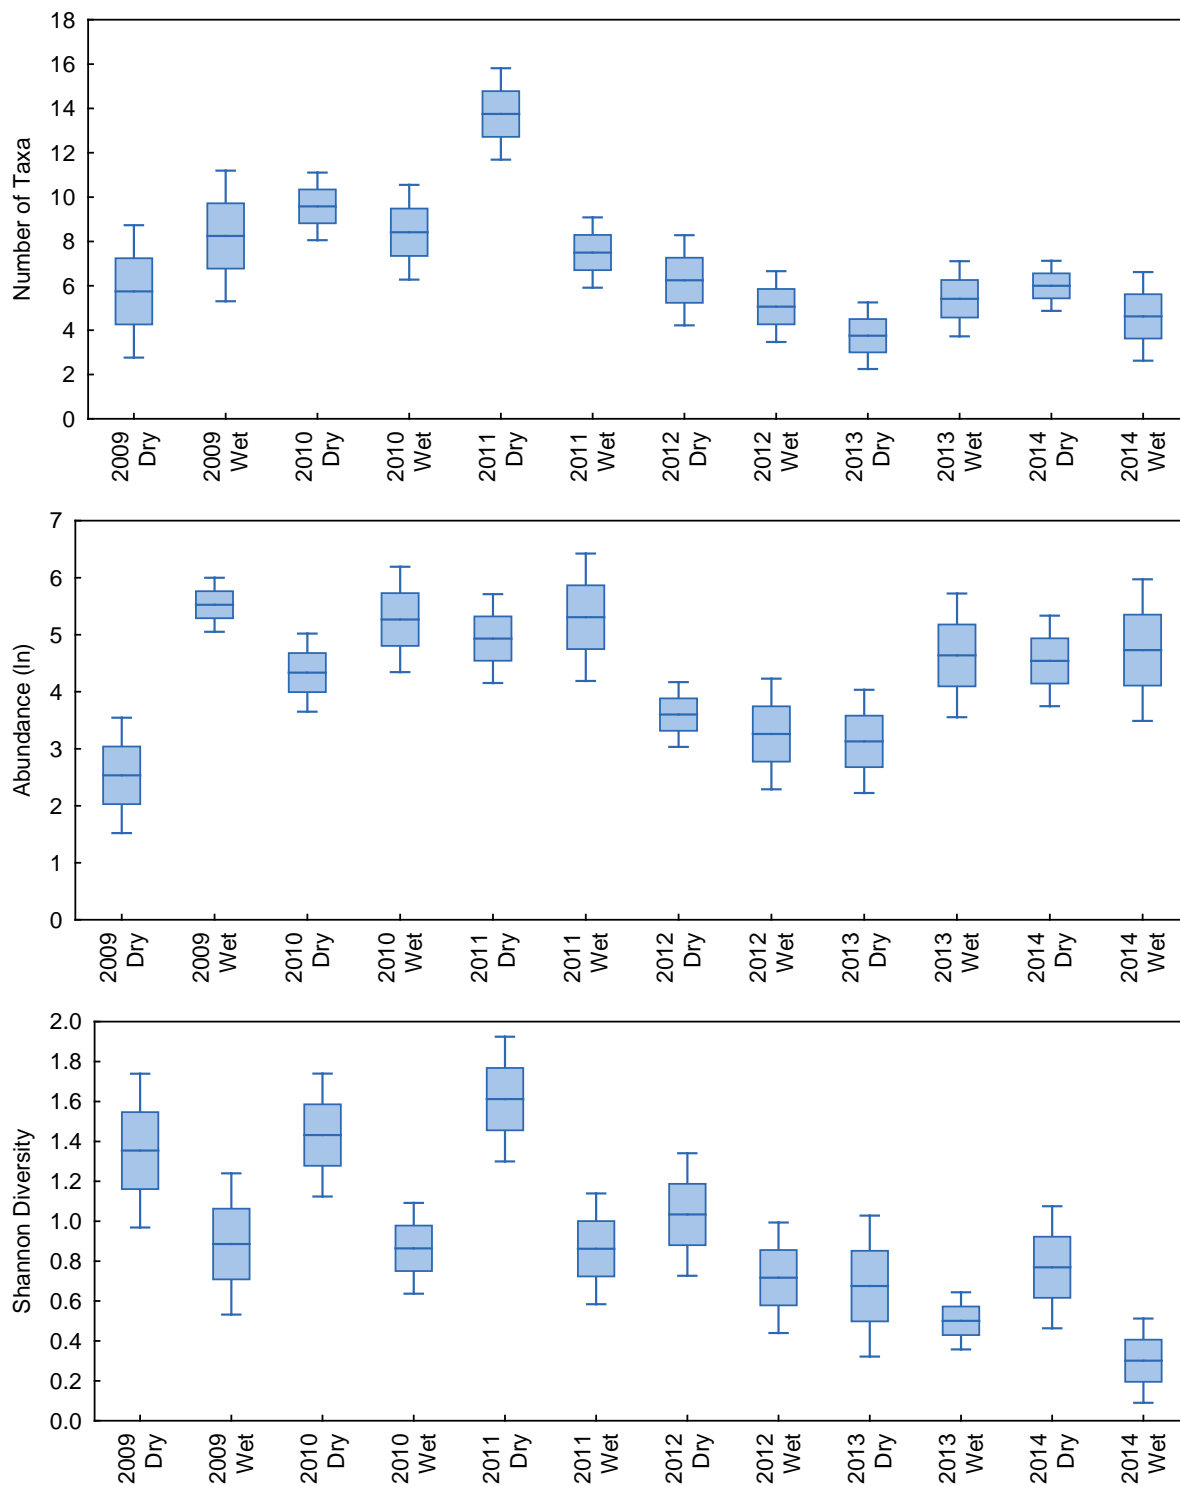 18
16
14
12
10
8
6
4
2
0
Number of Taxa
2009
Dry
2009
Wet
2010
Dry
2010
Wet
2011
Dry
2011
Wet
2012
Dry
2012
Wet
2013
Dry
2013
Wet
2014
Dry
2014
Wet
7
6
5
4
3
2
1
0
Abundance (ln)
2009
Dry
2009
Wet
2010
Dry
2010
Wet
2011
Dry
2011
Wet
2012
Dry
2012
Wet
2013
Dry
2013
Wet
2014
Dry
2014
Wet
2.0
1.8
1.6
1.4
1.2
1.0
0.8
0.6
0.4
0.2
0.0
Shannon Diversity
2009
Dry
2009
Wet
2010
Dry
2010
Wet
2011
Dry
2011
Wet
2012
Dry
2012
Wet
2013
Dry
2013
Wet
2014
Dry
2014
Wet